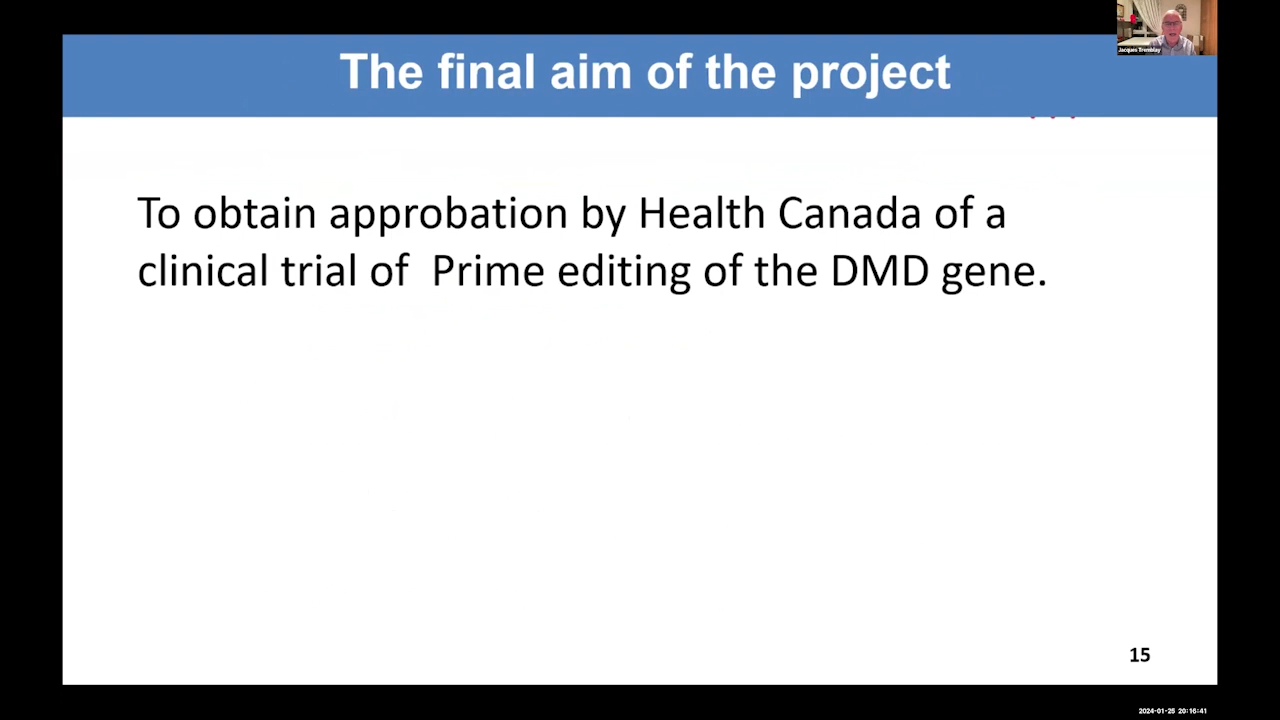 Jacques Tremblay
The final aim of the project
To obtain approbation by Health Canada of a
clinical trial of Prime editing of the DMD gene.
15
2024-01-25 20:16:41